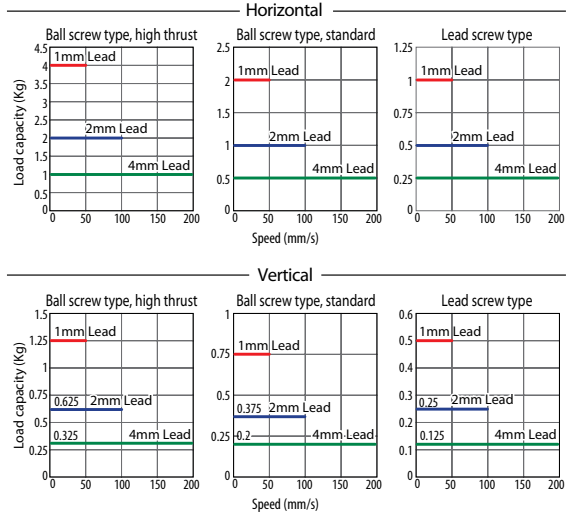 Horizontal
Ball screw type, high thrust
Ball screw type, standard
Lead screw type
Load capacity (Kg)
4.5
4
3.5
3
2.5
2
1.5
1
0.5
0
1mm Lead
2mm Lead
4mm Lead
0 50 100 150 200
2.5
2
1.5
1
0.5
0
1mm Lead
2mm Lead
4mm Lead
0 50 100 150 200
Speed (mm/s)
1.25
1
0.75
0.5
0.25
0
1mm Lead
2mm Lead
4mm Lead
0 50 100 150 200
Vertical
Ball screw type, high thrust
Ball screw type, standard
Lead screw type
Load capacity (Kg)
1.5
1.25
1
0.75
0.5
0.25
0
1mm Lead
0.625 2mm Lead
0.325 4mm Lead
0 50 100 150 200
1
0.75
0.5
0.25
0
1mm Lead
0.375 2mm Lead
0.2 4mm Lead
0 50 100 150 200
Speed (mm/s)
0.6
0.5
0.4
0.3
0.2
0.1
0
1mm Lead
0.25 2mm Lead
0.125 4mm Lead
0 50 100 150 200